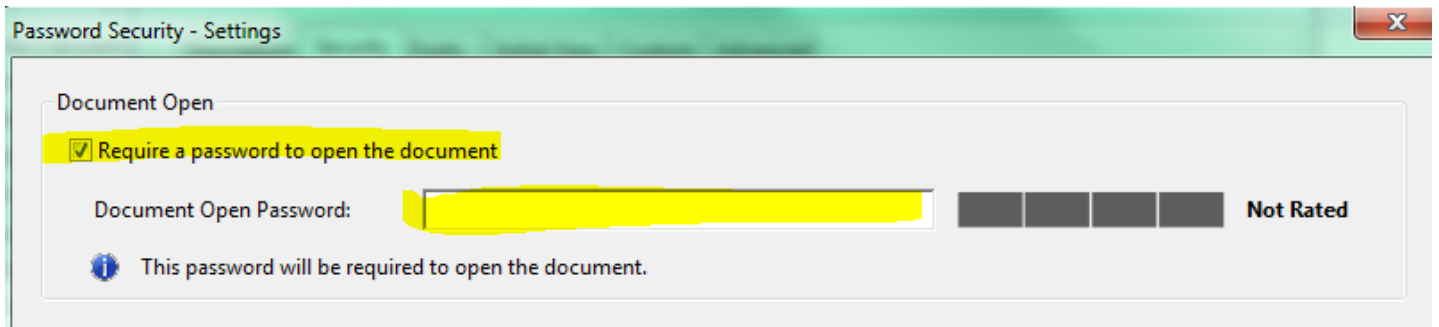 Password Security - Settings
Document Open
Require a password to open the document
Document Open Password:
Not Rated
This password will be required to open the document.